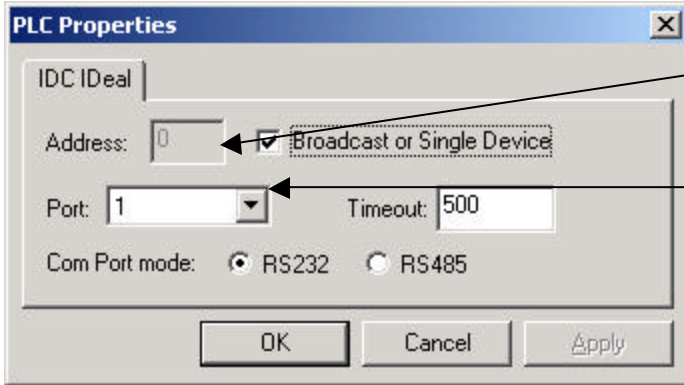 PLC Properties
IDC IDeal
Address: 0 Broadcast or Single Device
Port: 1 Timeout: 500
Com Port mode: RS232 RS485
OK Cancel Apply